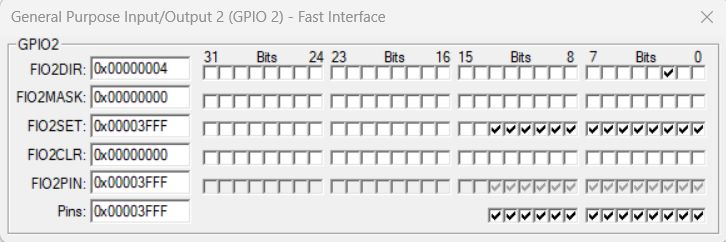 General Purpose Input/Output 2 (GPIO 2) - Fast Interface
GPIO2
31 Bits 24 23 Bits 16 15 Bits 8 7 Bits 0
FIO2DIR: 0x00000004
FIO2MASK: 0x00000000
FIO2SET: 0x00003FFF
FIO2CLR: 0x00000000
FIO2PIN: 0x00003FFF
Pins: 0x00003FFF